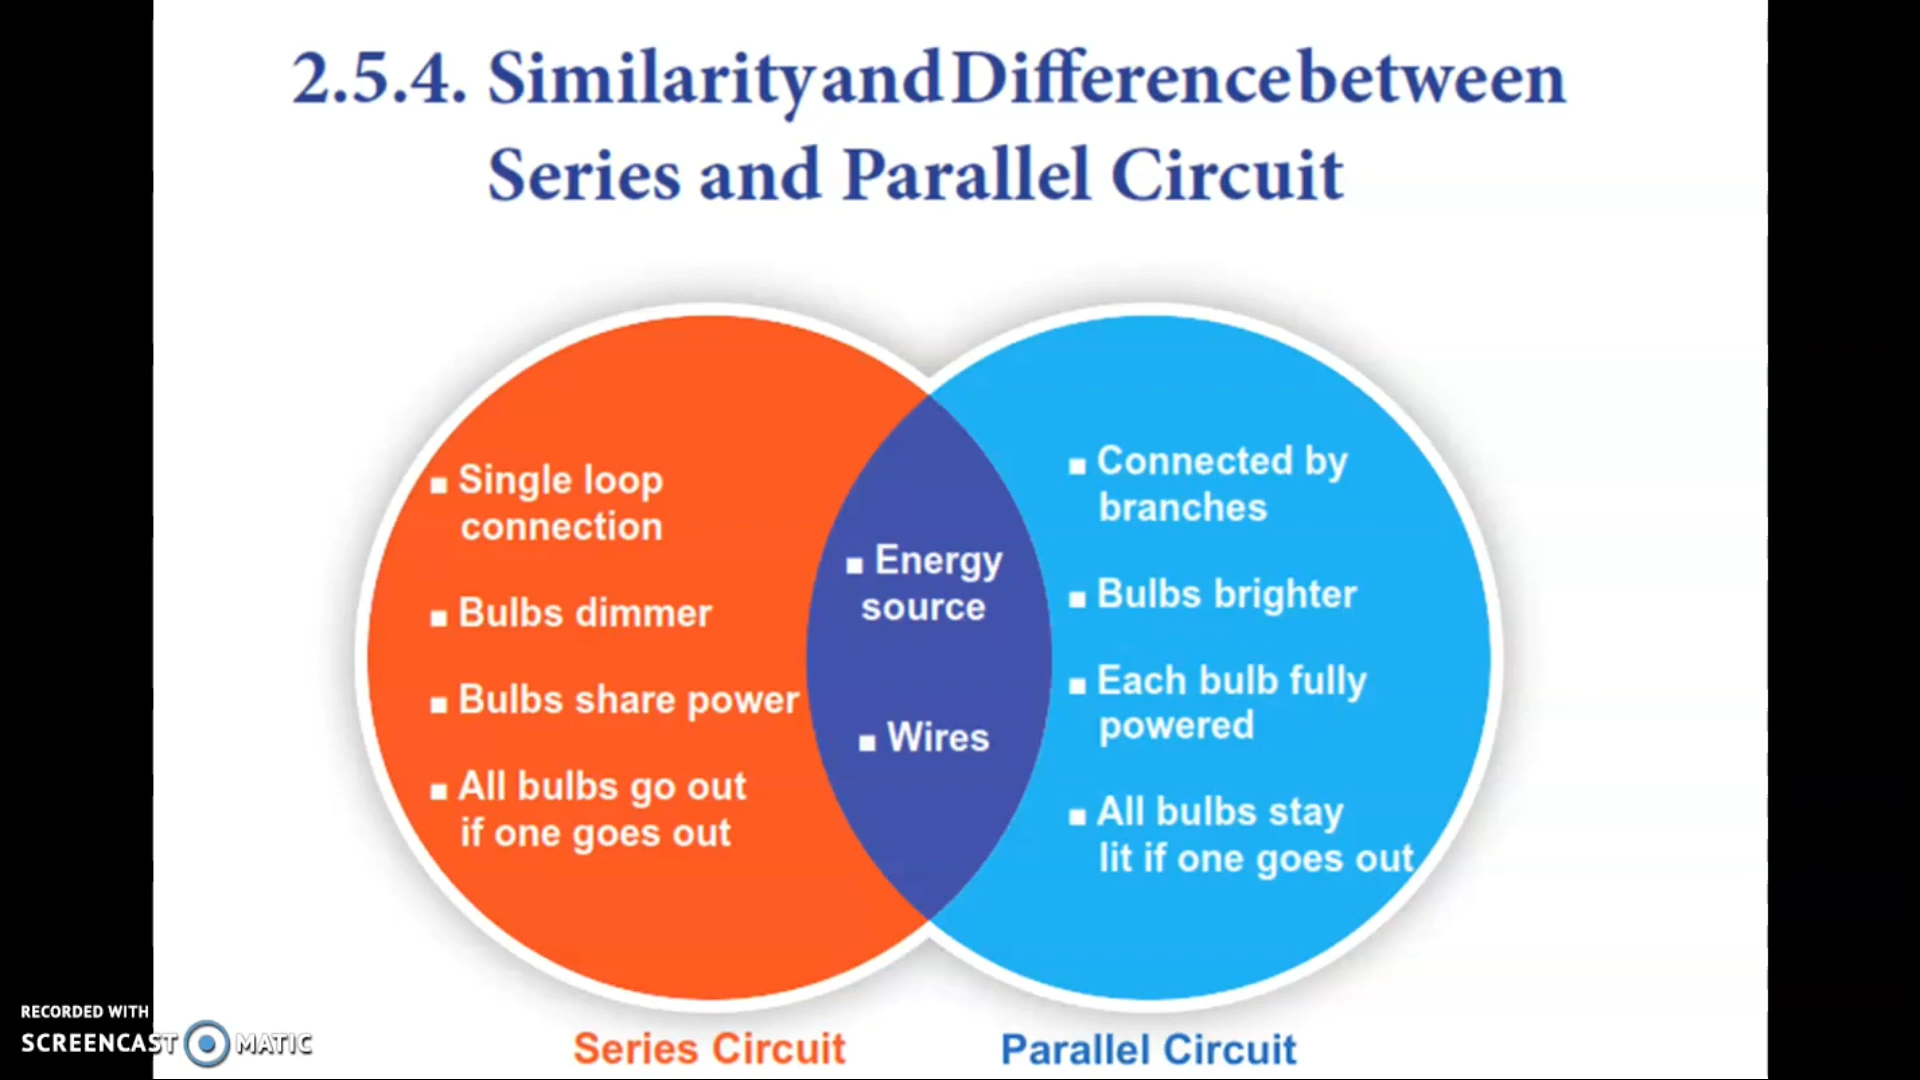 2.5.4. Similarity and Difference between
Series and Parallel Circuit
▪ Single loop
connection
▪ Bulbs dimmer
▪ Bulbs share power
▪ All bulbs go out
if one goes out
▪ Energy
source
▪ Wires
▪ Connected by
branches
▪ Bulbs brighter
▪ Each bulb fully
powered
▪ All bulbs stay
lit if one goes out
Series Circuit
Parallel Circuit
RECORDED WITH
SCREENCAST MATIC